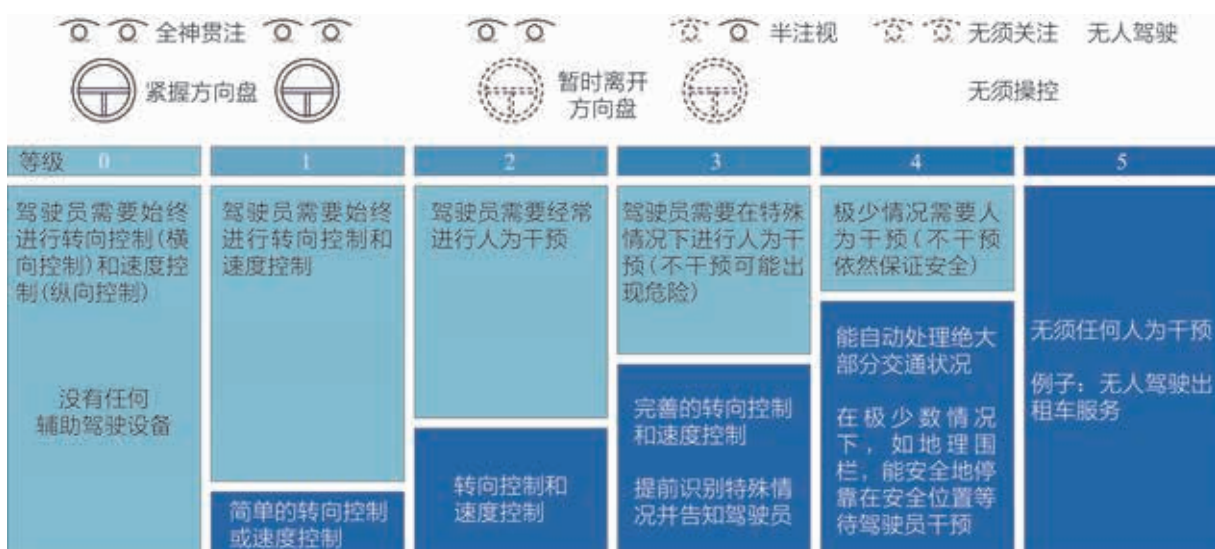 全神贯注
半注视
无须关注
无人驾驶
紧握方向盘
暂时离开
方向盘
无须操控
等级 0 1 2 3 4 5
驾驶员需要始终
进行转向控制(横
向控制)和速度控
制(纵向控制)
没有任何
辅助驾驶设备
驾驶员需要始终
进行转向控制和
速度控制
简单的转向控制
或速度控制
驾驶员需要经常
进行人为干预
转向控制和
速度控制
驾驶员需要在特殊
情况下进行人为干
预(不干预可能出
现危险)
完善的转向控制
和速度控制
提前识别特殊情
况并告知驾驶员
极少情况需要人
为干预(不干预
依然保证安全)
能自动处理绝大
部分交通状况
在极少数情况
下，如地理围
栏，能安全地停
靠在安全位置等
待驾驶员干预
无须任何人为干预
例子：无人驾驶出
租车服务